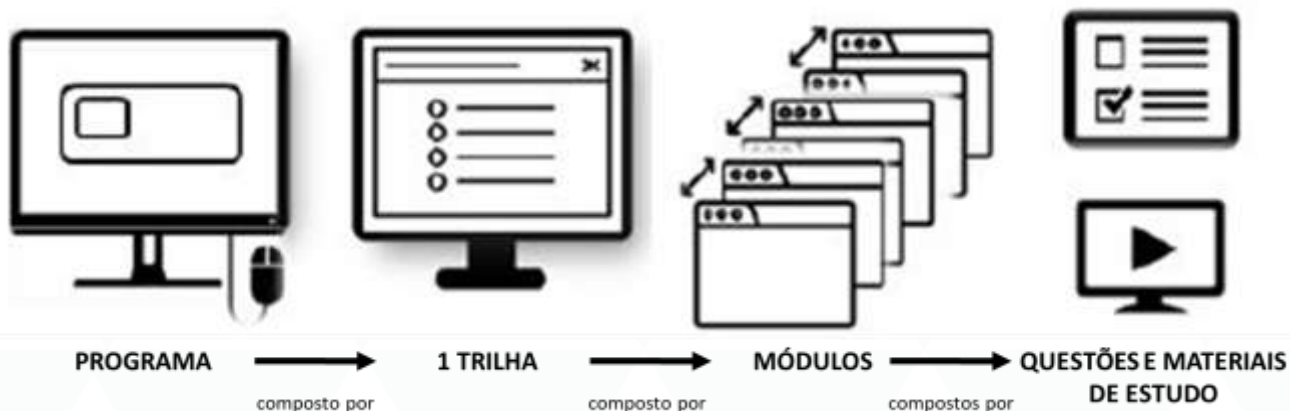 PROGRAMA
1 TRILHA
MÓDULOS
QUESTÕES E MATERIAIS
DE ESTUDO
composto por
composto por
compostos por